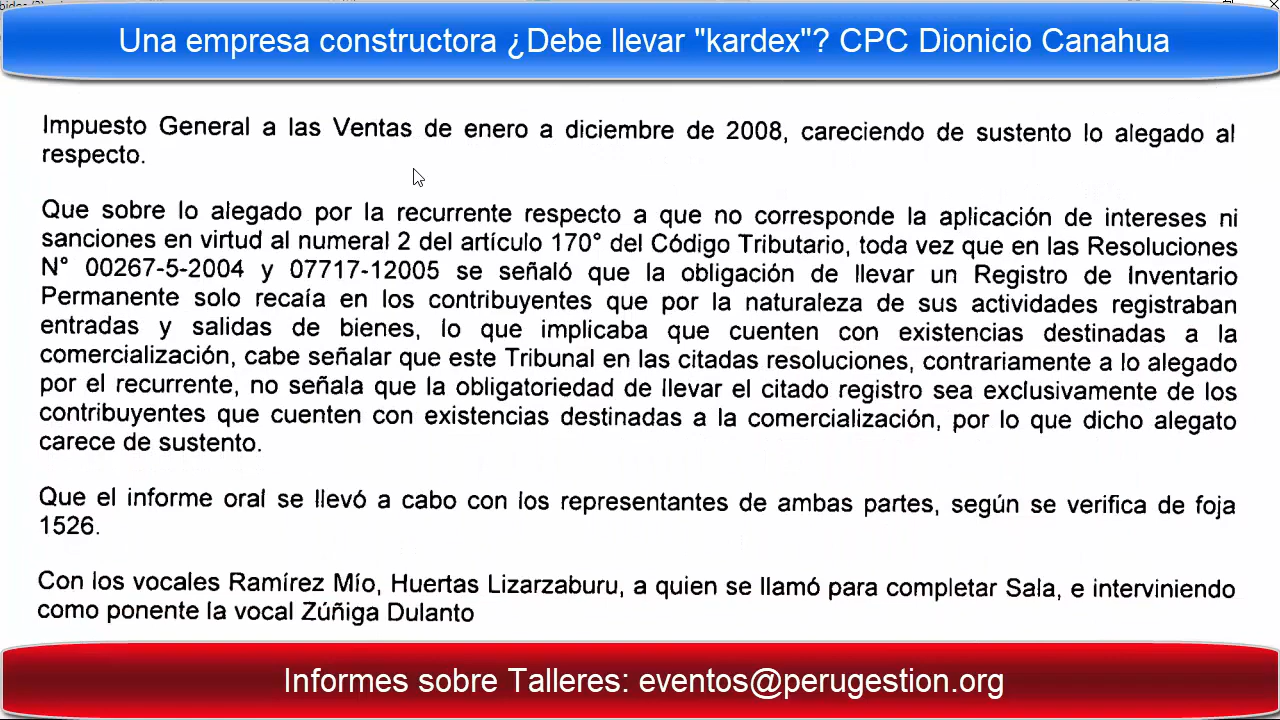 Una empresa constructora ¿Debe llevar "kardex"? CPC Dionicio Canahua
Impuesto General a las Ventas de enero a diciembre de 2008, careciendo de sustento lo alegado al
respecto.
Que sobre lo alegado por la recurrente respecto a que no corresponde la aplicación de intereses ni
sanciones en virtud al numeral 2 del artículo 170° del Código Tributario, toda vez que en las Resoluciones
N° 00267-5-2004 y 07717-12005 se señaló que la obligación de llevar un Registro de Inventario
Permanente solo recaía en los contribuyentes que por la naturaleza de sus actividades registraban
entradas y salidas de bienes, lo que implicaba que cuenten con existencias destinadas a la
comercialización, cabe señalar que este Tribunal en las citadas resoluciones, contrariamente a lo alegado
por el recurrente, no señala que la obligatoriedad de llevar el citado registro sea exclusivamente de los
contribuyentes que cuenten con existencias destinadas a la comercialización, por lo que dicho alegato
carece de sustento.
Que el informe oral se llevó a cabo con los representantes de ambas partes, según se verifica de foja
1526.
Con los vocales Ramírez Mío, Huertas Lizarzaburu, a quien se llamó para completar Sala, e interviniendo
como ponente la vocal Zúñiga Dulanto
Informes sobre Talleres: eventos@perugestion.org